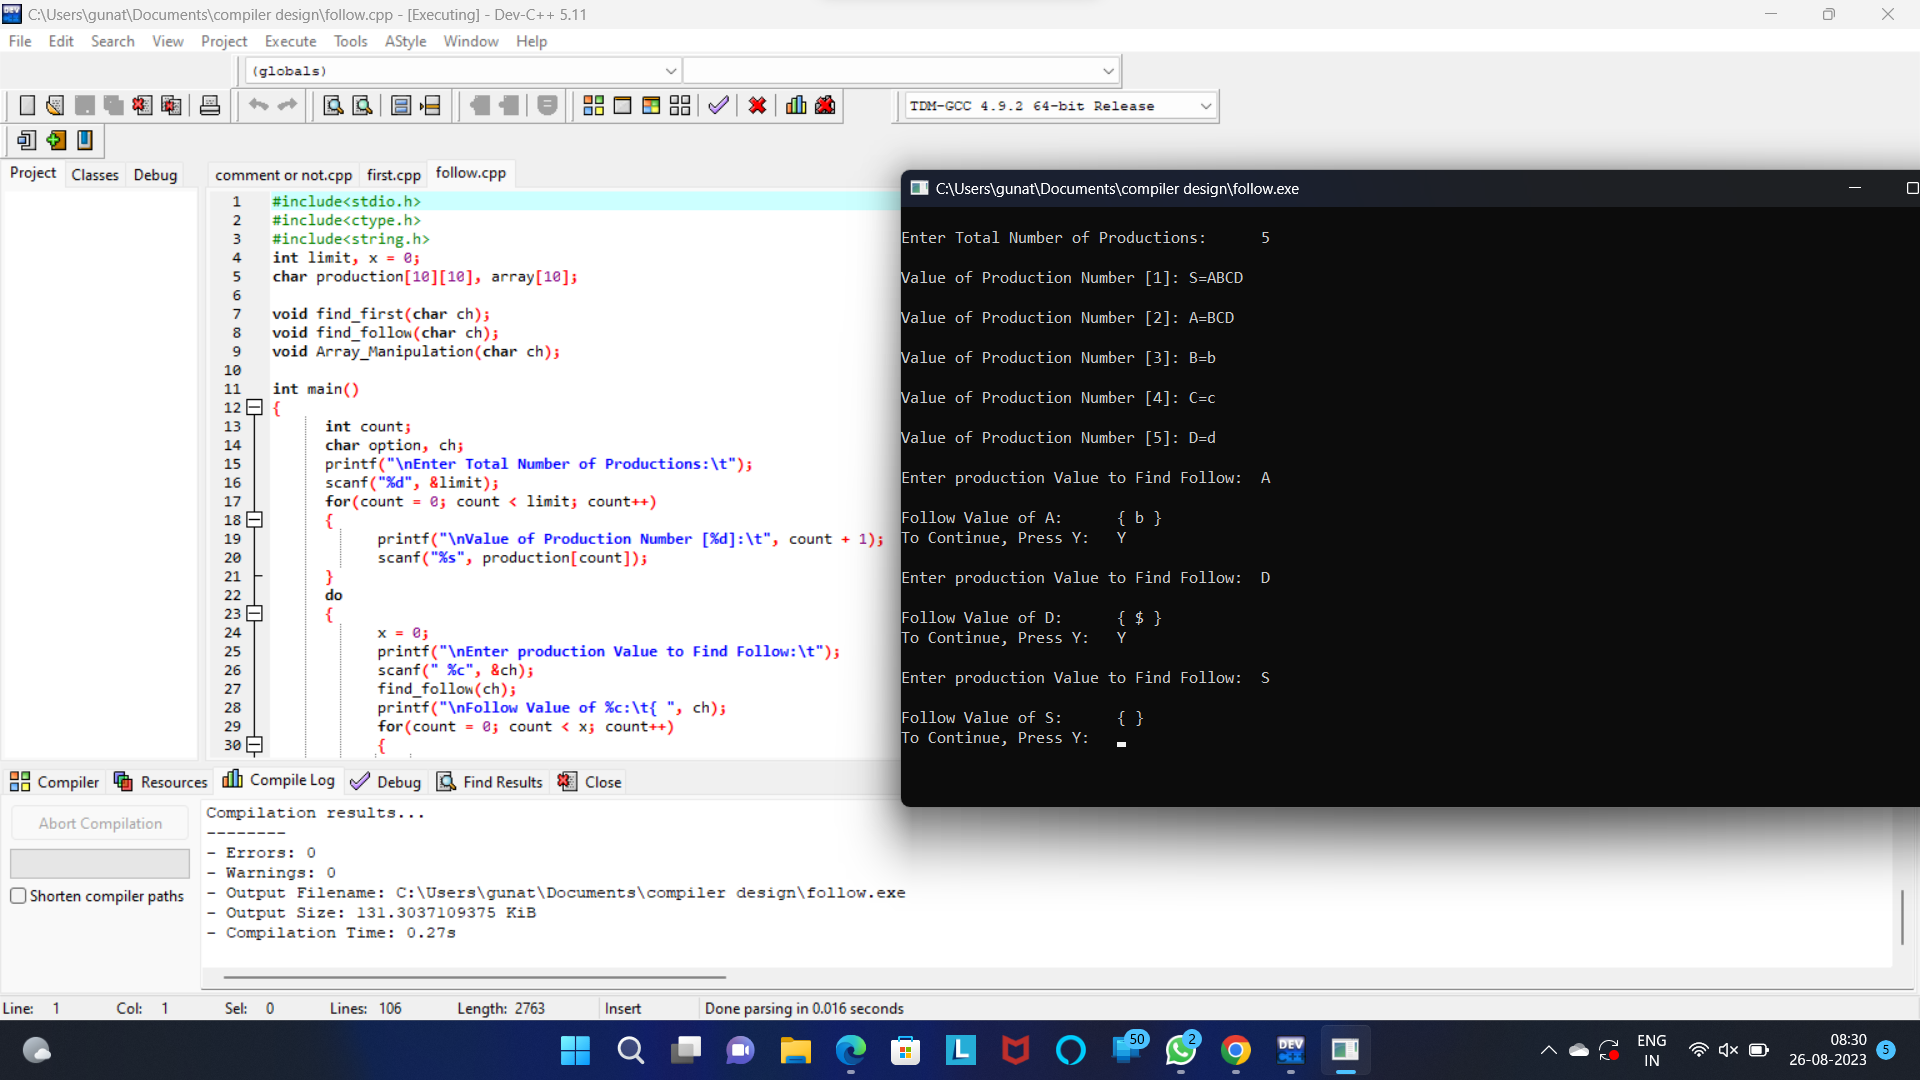 C:\Users\gunat\Documents\compiler design\follow.cpp - [Executing] - Dev-C++ 5.11
File Edit Search View Project Execute Tools AStyle Window Help
(globals)
TDM-GCC 4.9.2 64-bit Release
Project Classes Debug
comment or not.cpp first.cpp follow.cpp
1 #include<stdio.h>
2 #include<ctype.h>
3 #include<string.h>
4 int limit, x = 0;
5 char production[10][10], array[10];
6
7 void find_first(char ch);
8 void find_follow(char ch);
9 void Array_Manipulation(char ch);
10
11 int main()
12 {
13 int count;
14 char option, ch;
15 printf("\nEnter Total Number of Productions:\t");
16 scanf("%d", &limit);
17 for(count = 0; count < limit; count++)
18 {
19 printf("\nValue of Production Number [%d]:\t", count + 1);
20 scanf("%s", production[count]);
21 }
22 do
23 {
24 x = 0;
25 printf("\nEnter production Value to Find Follow:\t");
26 scanf(" %c", &ch);
27 find_follow(ch);
28 printf("\nFollow Value of %c:\t{ ", ch);
29 for(count = 0; count < x; count++)
30 {
C:\Users\gunat\Documents\compiler design\follow.exe
Enter Total Number of Productions: 5
Value of Production Number [1]: S=ABCD
Value of Production Number [2]: A=BCD
Value of Production Number [3]: B=b
Value of Production Number [4]: C=c
Value of Production Number [5]: D=d
Enter production Value to Find Follow: A
Follow Value of A: { b }
To Continue, Press Y: Y
Enter production Value to Find Follow: D
Follow Value of D: { $ }
To Continue, Press Y: Y
Enter production Value to Find Follow: S
Follow Value of S: { }
To Continue, Press Y:
Compiler Resources Compile Log Debug Find Results Close
Abort Compilation
Shorten compiler paths
Compilation results...
--------
- Errors: 0
- Warnings: 0
- Output Filename: C:\Users\gunat\Documents\compiler design\follow.exe
- Output Size: 131.3037109375 KiB
- Compilation Time: 0.27s
Line: 1 Col: 1 Sel: 0 Lines: 106 Length: 2763 Insert Done parsing in 0.016 seconds
L
50
2
DEV
C++
ENG
IN
08:30
26-08-2023
5